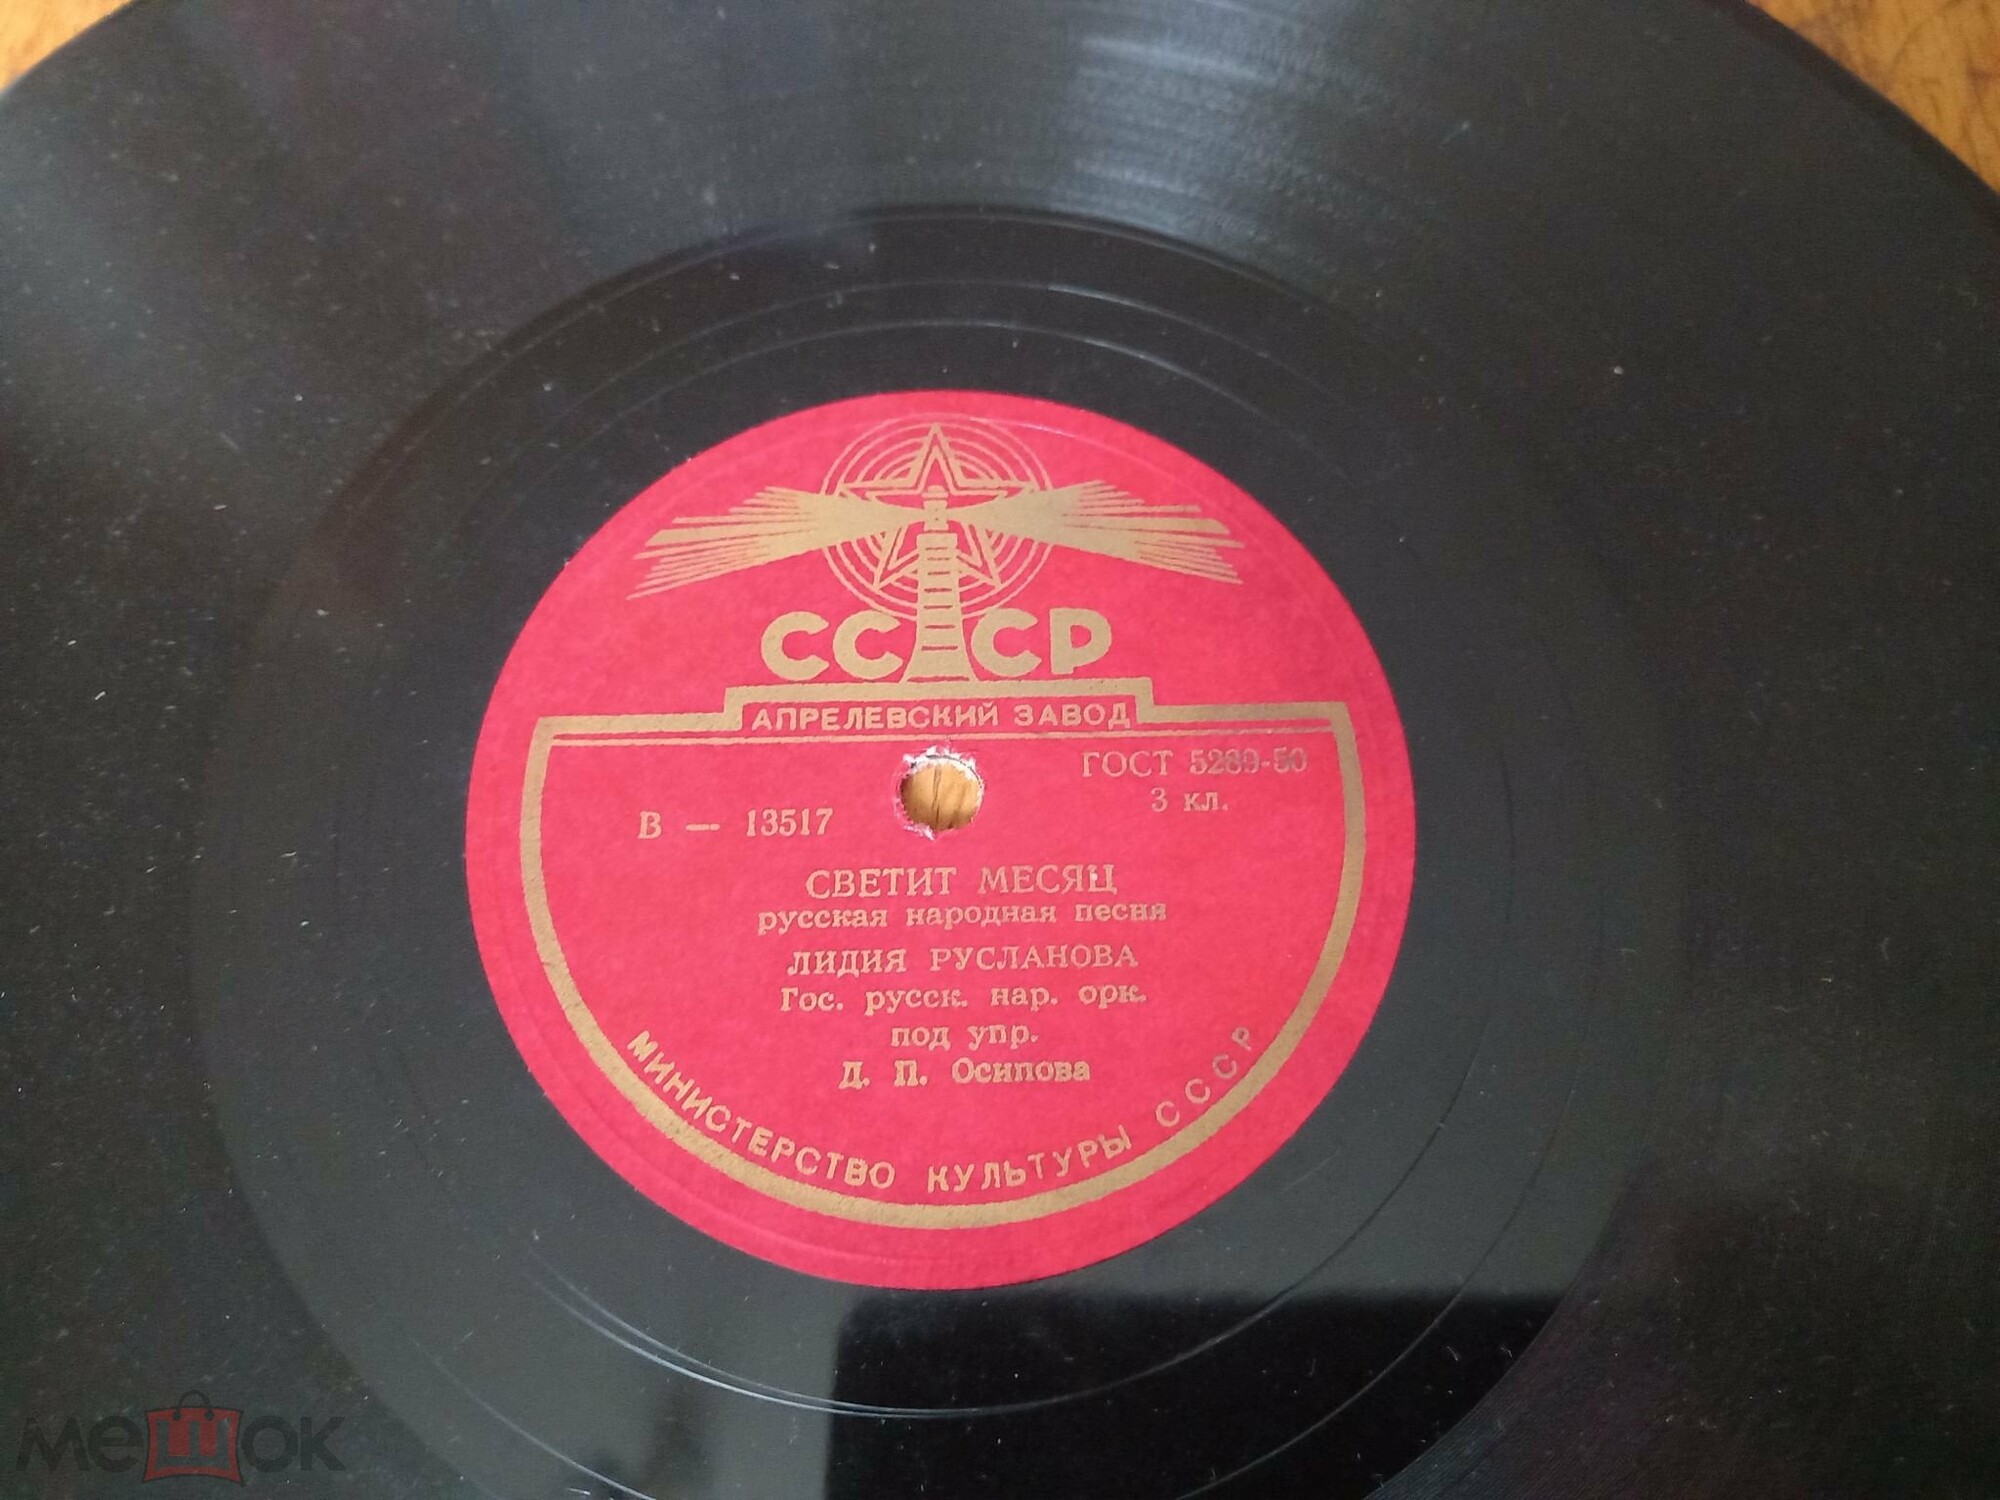 СССР
АПРЕЛЕВСКИЙ ЗАВОД
ГОСТ 5289-50
3 кл.
В — 13517
СВЕТИТ МЕСЯЦ
русская народная песня
ЛИДИЯ РУСЛАНОВА
Гос. русск. нар. орк.
под упр.
Д. П. Осипова
МИНИСТЕРСТВО КУЛЬТУРЫ СССР
мешок